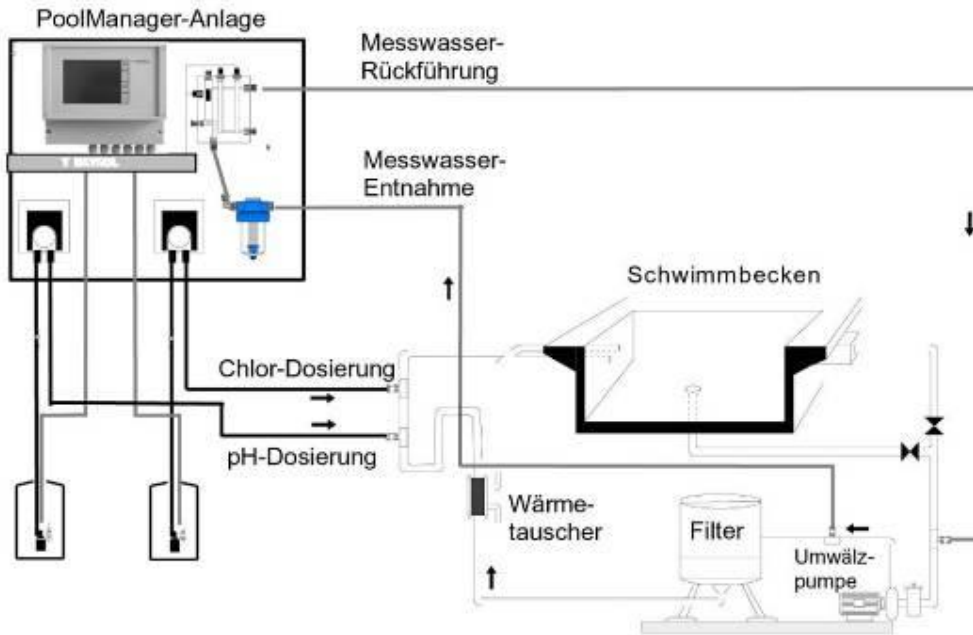 PoolManager-Anlage
Messwasser-
Rückführung
Messwasser-
Entnahme
Schwimmbecken
Chlor-Dosierung
pH-Dosierung
Wärme-
tauscher
Filter
Umwälz-
pumpe